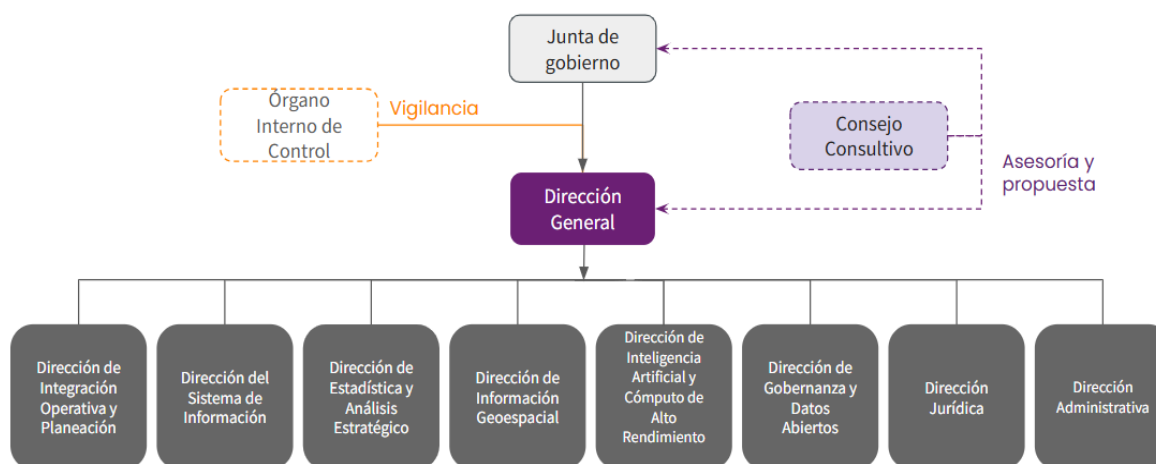 Junta de
gobierno
Órgano
Interno de
Control
Vigilancia
Consejo
Consultivo
Asesoría y
propuesta
Dirección
General
Dirección de
Integración
Operativa y
Planeación
Dirección del
Sistema de
Información
Dirección de
Estadística y
Análisis
Estratégico
Dirección de
Información
Geoespacial
Dirección de
Inteligencia
Artificial y
Cómputo de
Alto
Rendimiento
Dirección de
Gobernanza y
Datos
Abiertos
Dirección
Jurídica
Dirección
Administrativa